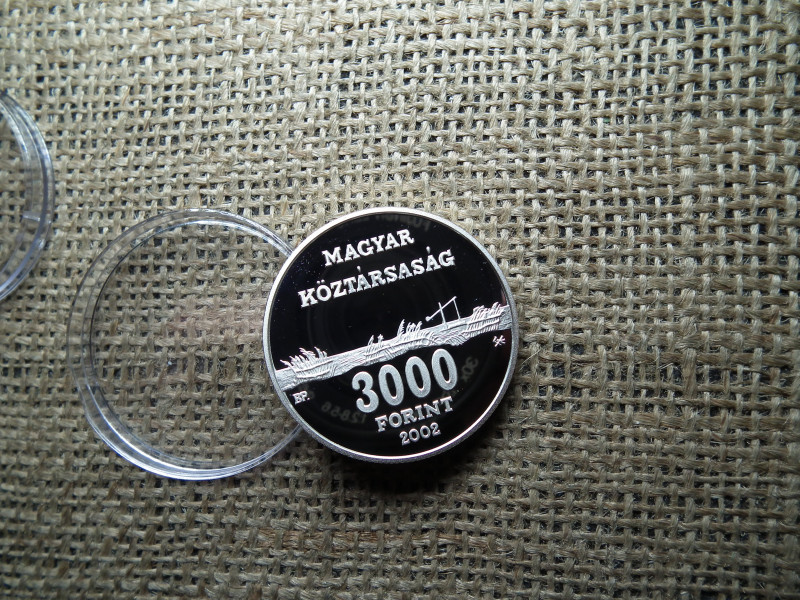 MAGYAR
KÖZTÁRSASÁG
BP.
3000
FORINT
2002